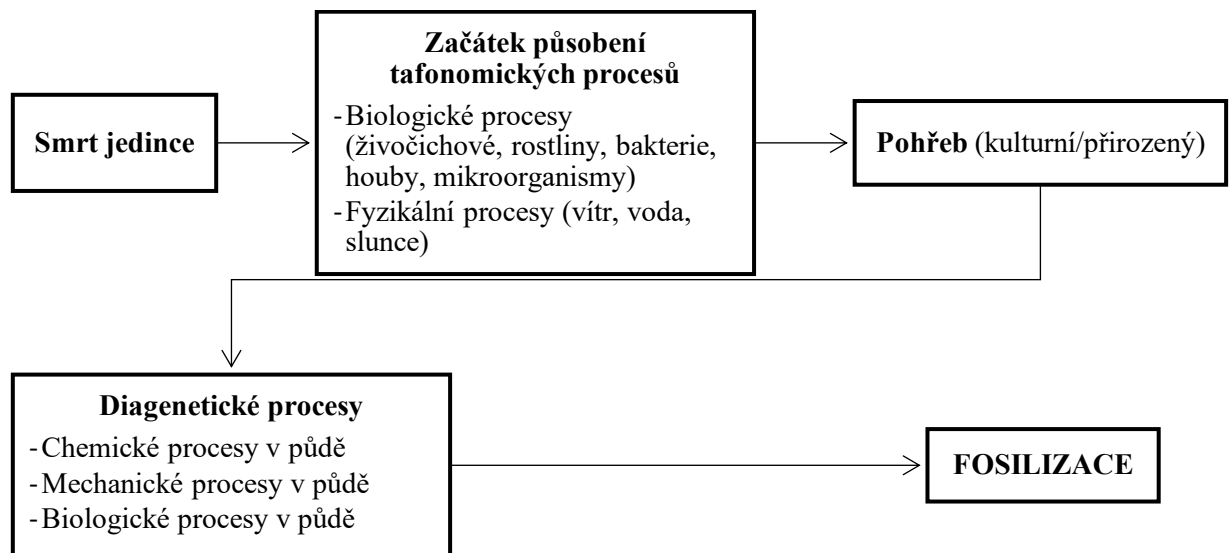 Smrt jedince
Začátek působení
tafonomických procesů
-Biologické procesy
(živočichové, rostliny, bakterie,
houby, mikroorganismy)
-Fyzikální procesy (vítr, voda,
slunce)
Pohřeb (kulturní/přirozený)
Diagenetické procesy
-Chemické procesy v půdě
-Mechanické procesy v půdě
-Biologické procesy v půdě
FOSILIZACE